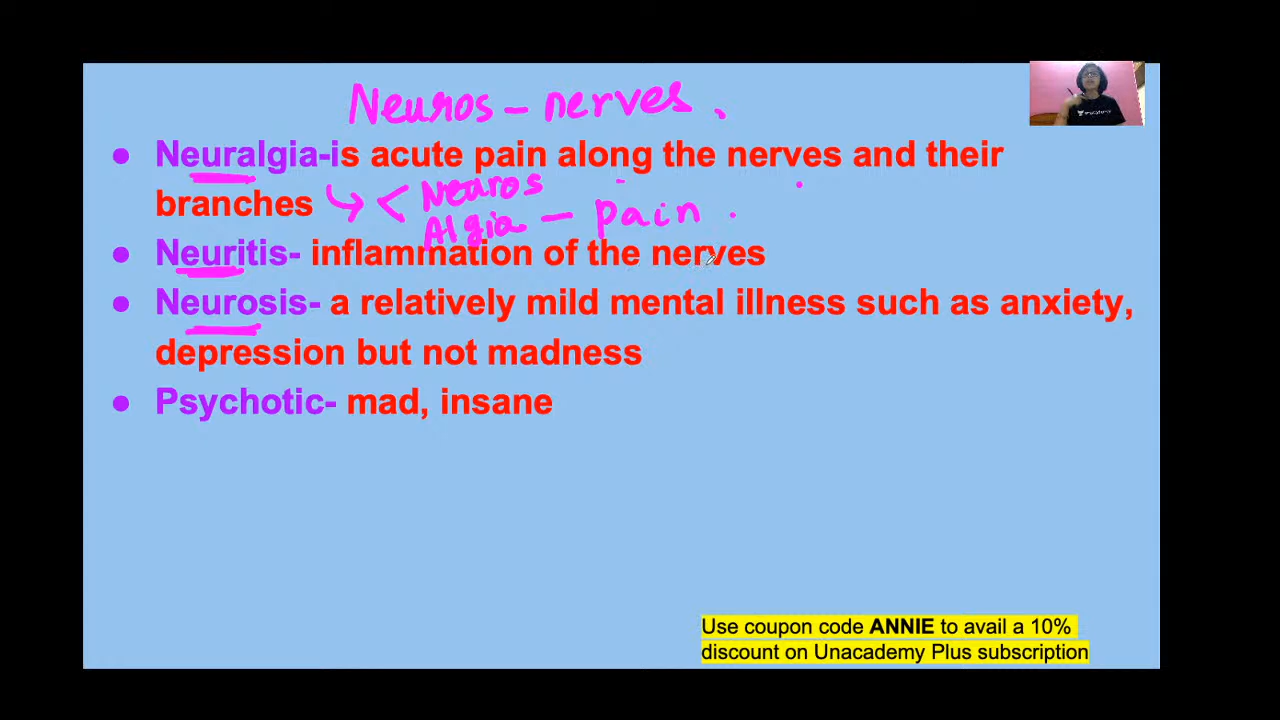 Neuros - nerves.
● Neuralgia-is acute pain along the nerves and their
branches
< Neuros
Algia - pain.
● Neuritis- inflammation of the nerves
● Neurosis- a relatively mild mental illness such as anxiety,
depression but not madness
● Psychotic- mad, insane
Use coupon code ANNIE to avail a 10%
discount on Unacademy Plus subscription